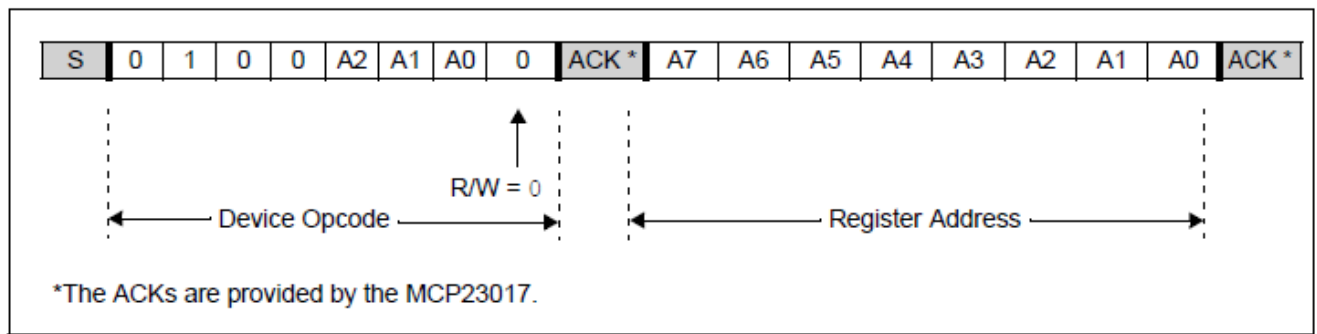 S 0 1 0 0 A2 A1 A0 0 ACK* A7 A6 A5 A4 A3 A2 A1 A0 ACK*
R/W = 0
Device Opcode
Register Address
*The ACKs are provided by the MCP23017.